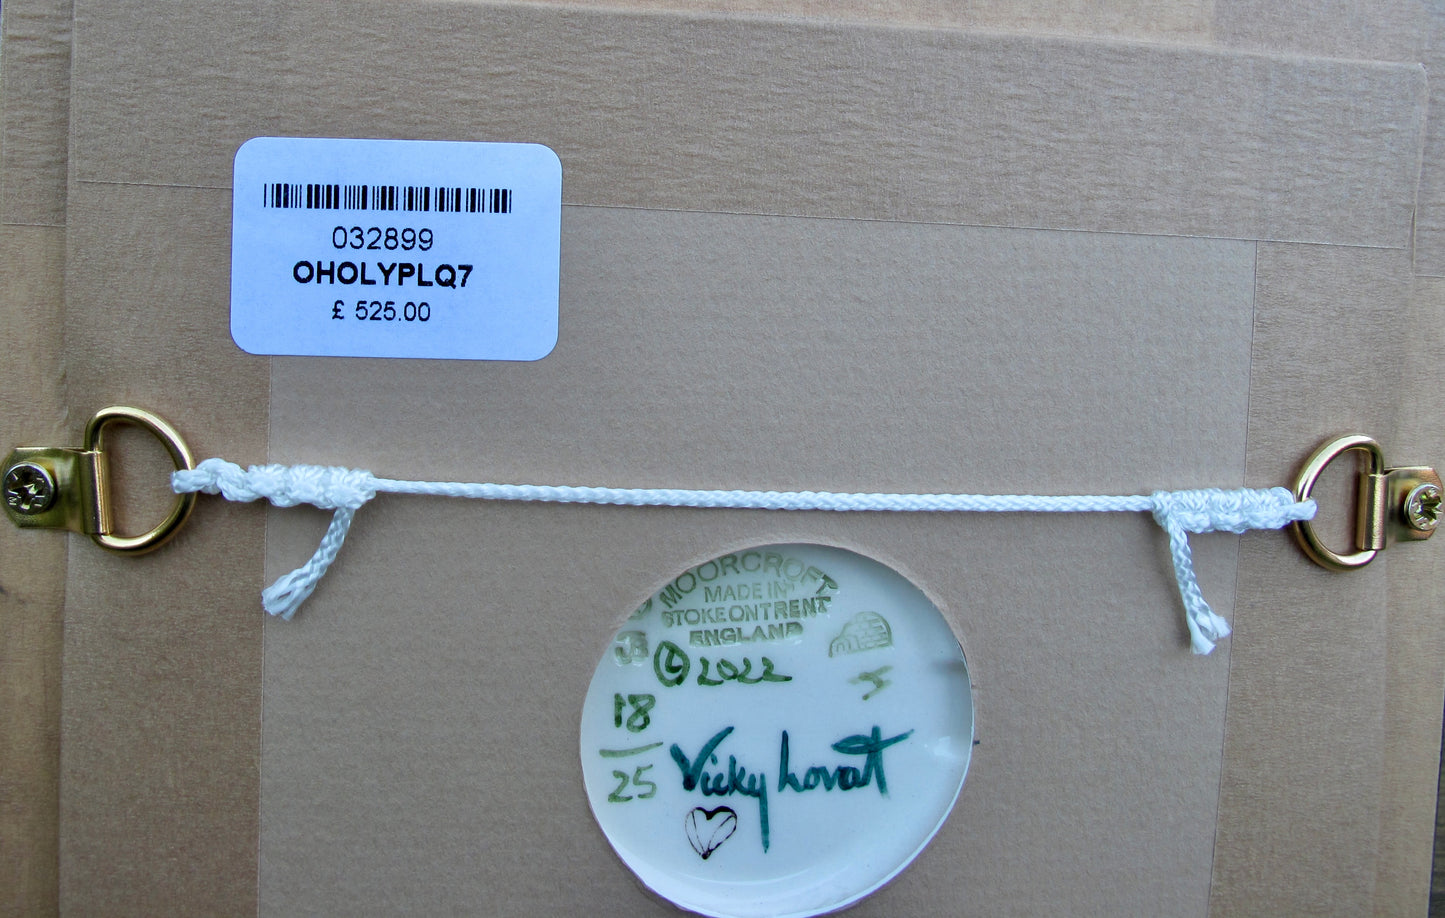 032899
OHOLYPLQ7
£ 525.00
MOORCROFT
MADE IN
STOKE ON TRENT
ENGLAND
2022
18
25
Vicky Lovatt